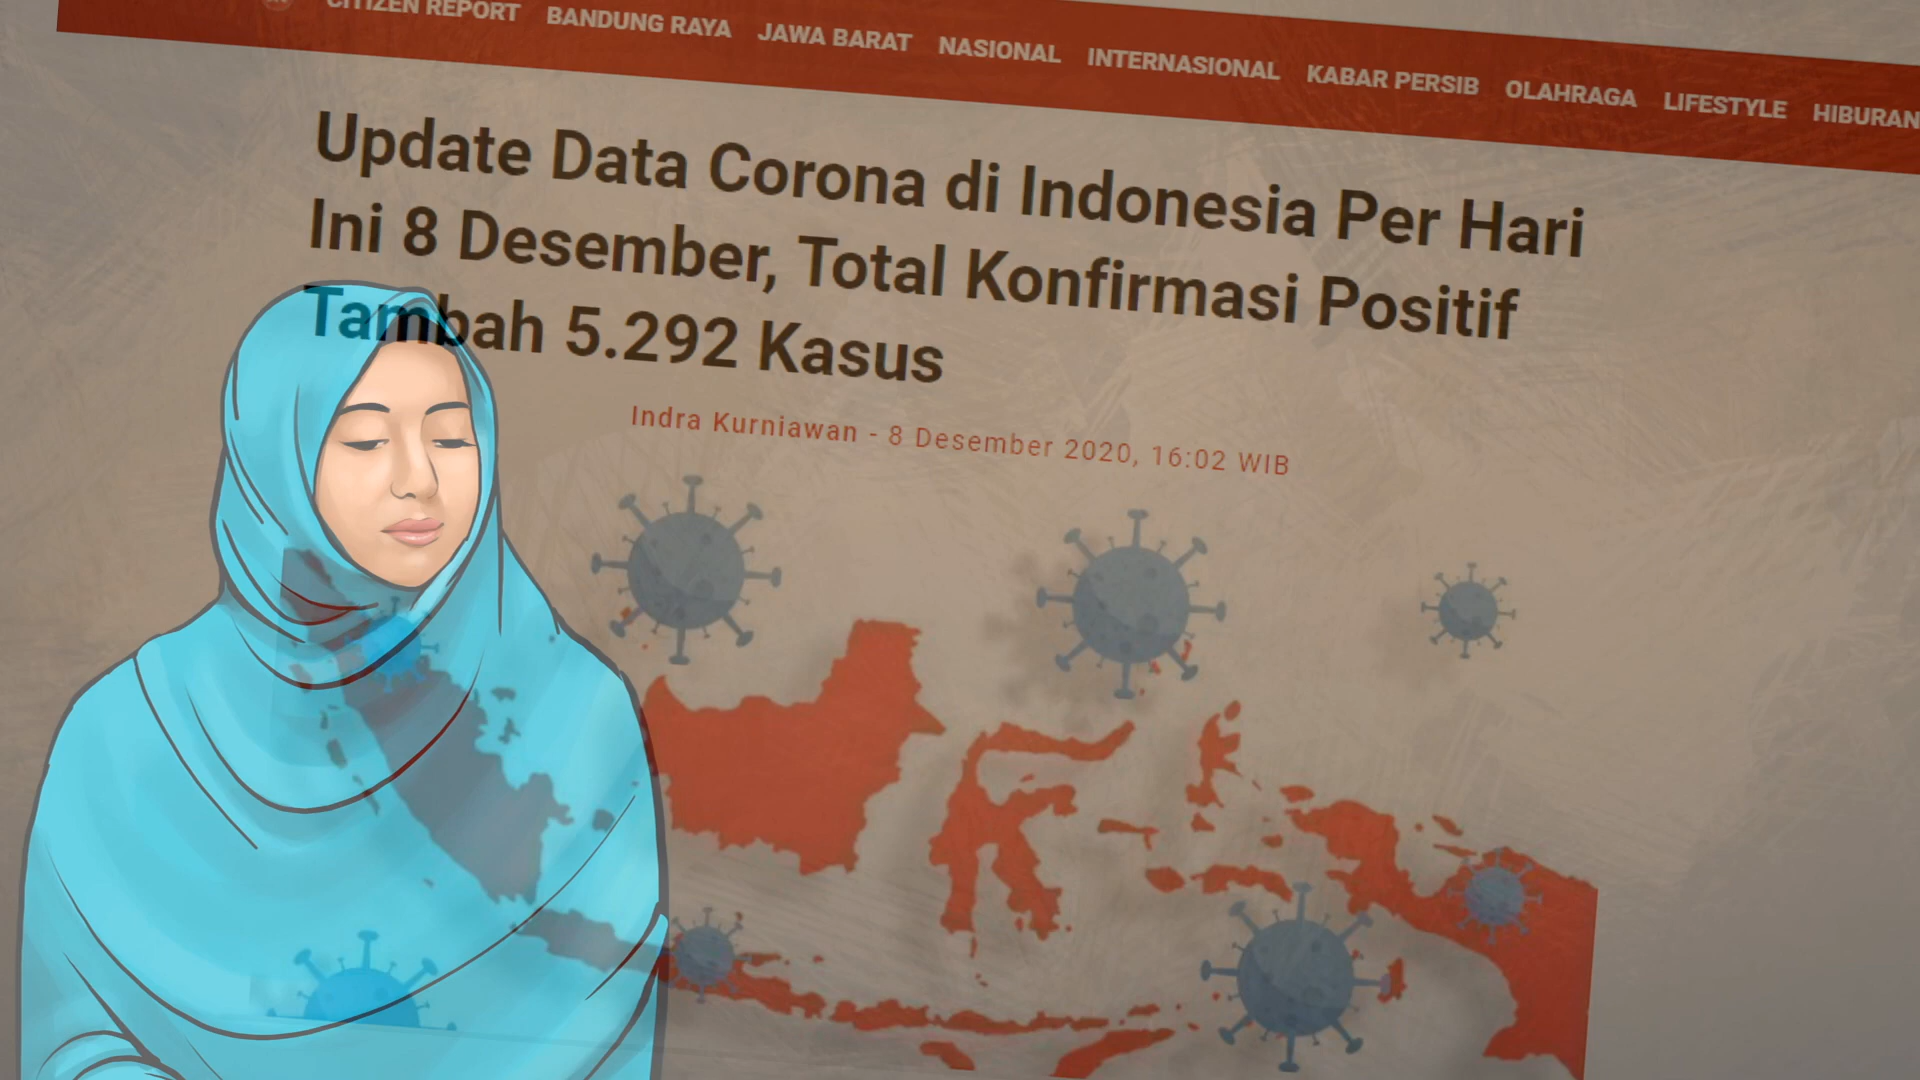 CITIZEN REPORT BANDUNG RAYA JAWA BARAT NASIONAL INTERNASIONAL KABAR PERSIB OLAHRAGA LIFESTYLE HIBURAN
Update Data Corona di Indonesia Per Hari
Ini 8 Desember, Total Konfirmasi Positif
Tambah 5.292 Kasus
Indra Kurniawan - 8 Desember 2020, 16:02 WIB